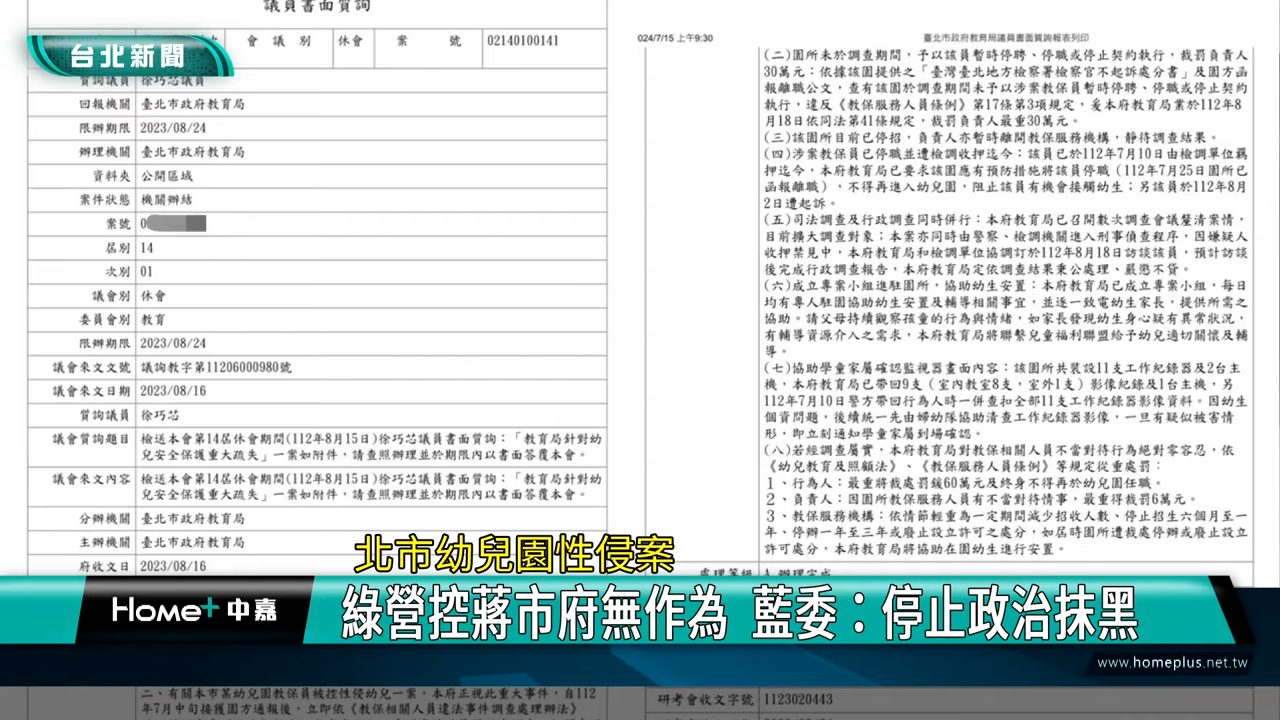 議員書面質詢
會議別 休會 案號 02140100141
台北新聞
質詢議員 徐巧芯議員
回報機關 臺北市政府教育局
限辦期限 2023/08/24
辦理機關 臺北市政府教育局
資料夾 公開區域
案件狀態 機關辦結
案號 0
屆別 14
次別 01
議會別 休會
委員會別 教育
限辦期限 2023/08/24
議會來文文號 議詢教字第11206000980號
議會來文日期 2023/08/16
質詢議員 徐巧芯
議會質詢題目 檢送本會第14屆休會期間(112年8月15日)徐巧芯議員書面質詢：「教育局針對幼
兒安全保護重大疏失」一案如附件，請查照辦理並於期限內以書面答覆本會。
議會來文內容 檢送本會第14屆休會期間(112年8月15日)徐巧芯議員書面質詢：「教育局針對幼
兒安全保護重大疏失」一案如附件，請查照辦理並於期限內以書面答覆本會。
分辦機關 臺北市政府教育局
主辦機關 臺北市政府教育局
府收文日 2023/08/16
二、有關本市某幼兒園教保員被控性侵幼兒一案，本府正視此重大事件，自112
年7月中旬接獲園方通報後，立即依《教保相關人員違法事件調查處理辦法》
024/7/15 上午9:30 臺北市政府教育局議員書面質詢報表列印
(二)園所未於調查期間，予以該員暫時停聘、停職或停止契約執行，裁罰負責人
30萬元：依據該園提供之「臺灣臺北地方檢察署檢察官不起訴處分書」及園方函
報離職公文，查有該園於調查期間未予以涉案教保員暫時停聘、停職或停止契約
執行，違反《教保服務人員條例》第17條第3項規定，爰本府教育局業於112年8
月18日依同法第41條規定，裁罰負責人最重30萬元。
(三)該園所目前已停招，負責人亦暫時離開教保服務機構，靜待調查結果。
(四)涉案教保員已停職並遭檢調收押迄今：該員已於112年7月10日由檢調單位羈
押迄今，本府教育局已要求該園應有預防措施將該員停職（112年7月25日園所已
函報離職），不得再進入幼兒園，阻止該員有機會接觸幼生；另該員於112年8月
2日遭起訴。
(五)司法調查及行政調查同時併行：本府教育局已召開數次調查會議釐清案情，
目前擴大調查對象；本案亦同時由警察、檢調機關進入刑事偵查程序，因嫌疑人
收押禁見中，本府教育局和檢調單位協調訂於112年8月18日訪談該員，預計訪談
後完成行政調查報告，本府教育局定依調查結果秉公處理、嚴懲不貸。
(六)成立專案小組進駐園所，協助幼生安置：本府教育局已成立專案小組，每日
均有專人駐園協助幼生安置及輔導相關事宜，並逐一致電幼生家長，提供所需之
協助。請父母持續觀察孩童的行為與情緒，如家長發現幼生身心疑有異常狀況，
有輔導資源介入之需求，本府教育局將聯繫兒童福利聯盟給予幼兒適切關懷及輔
導。
(七)協助學童家屬確認監視器畫面內容：該園所共裝設11支工作紀錄器及2台主
機，本府教育局已帶回9支（室內教室8支，室外1支）影像紀錄及1台主機，另
112年7月10日警方帶回行為人時一併查扣全部11支工作紀錄器影像資料。因幼生
個資問題，後續統一先由婦幼隊協助清查工作紀錄器影像，一旦有疑似被害情
形，即立刻通知學童家屬到場確認。
(八)若經調查屬實，本府教育局對教保相關人員不當對待行為絕對零容忍，依
《幼兒教育及照顧法》、《教保服務人員條例》等規定從重處罰：
1、行為人：最重將裁處罰鍰60萬元及終身不得再於幼兒園任職。
2、負責人：因園所教保服務人員有不當對待情事，最重得裁罰6萬元。
3、教保服務機構：依情節輕重為一定期間減少招收人數、停止招生六個月至一
年、停辦一年至三年或廢止設立許可之處分，如屆時園所遭裁處停辦或廢止設立
許可處分，本府教育局將協助在園幼生進行安置。
處理等級 A.辦理完成
研考會收文字號 1123020443
北市幼兒園性侵案
Home+中嘉
綠營控蔣市府無作為 藍委：停止政治抹黑
www.homeplus.net.tw